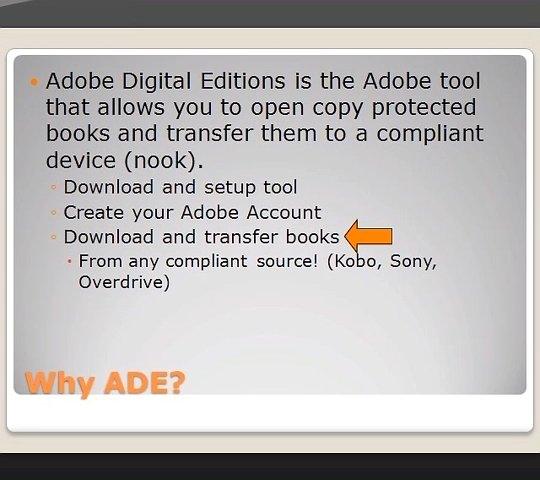 Adobe Digital Editions is the Adobe tool
that allows you to open copy protected
books and transfer them to a compliant
device (nook).
Download and setup tool
Create your Adobe Account
Download and transfer books
From any compliant source! (Kobo, Sony,
Overdrive)
Why ADE?